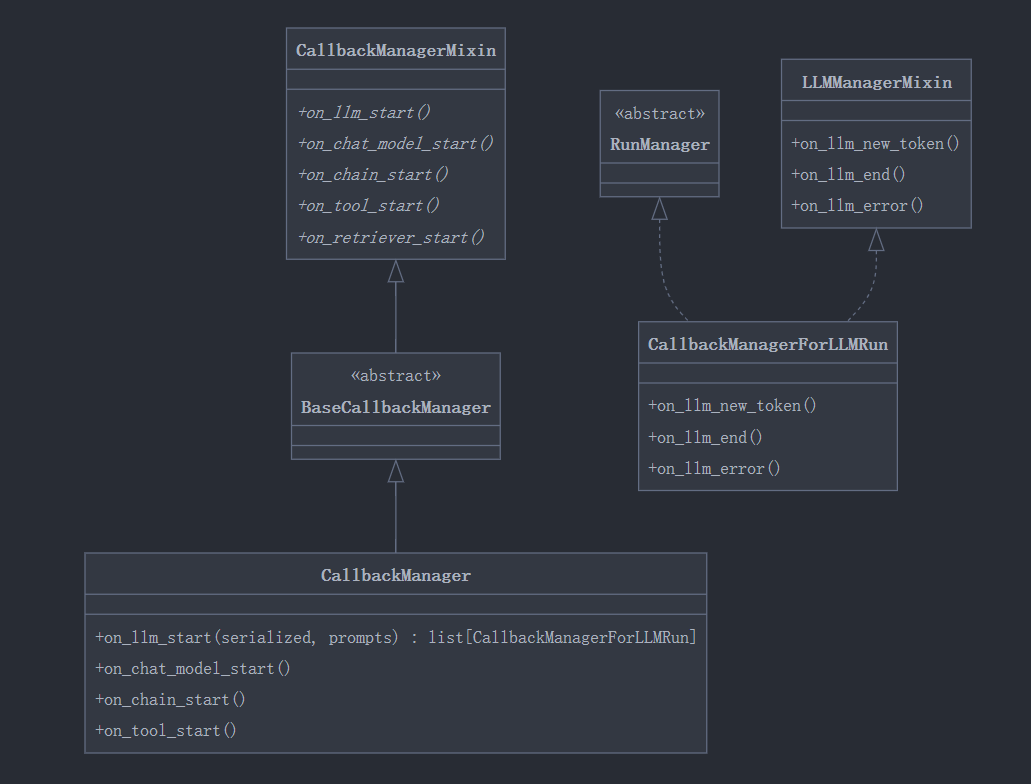 CallbackManagerMixin
+on_llm_start()
+on_chat_model_start()
+on_chain_start()
+on_tool_start()
+on_retriever_start()
«abstract»
RunManager
LLMManagerMixin
+on_llm_new_token()
+on_llm_end()
+on_llm_error()
«abstract»
BaseCallbackManager
CallbackManagerForLLMRun
+on_llm_new_token()
+on_llm_end()
+on_llm_error()
CallbackManager
+on_llm_start(serialized, prompts) : list[CallbackManagerForLLMRun]
+on_chat_model_start()
+on_chain_start()
+on_tool_start()